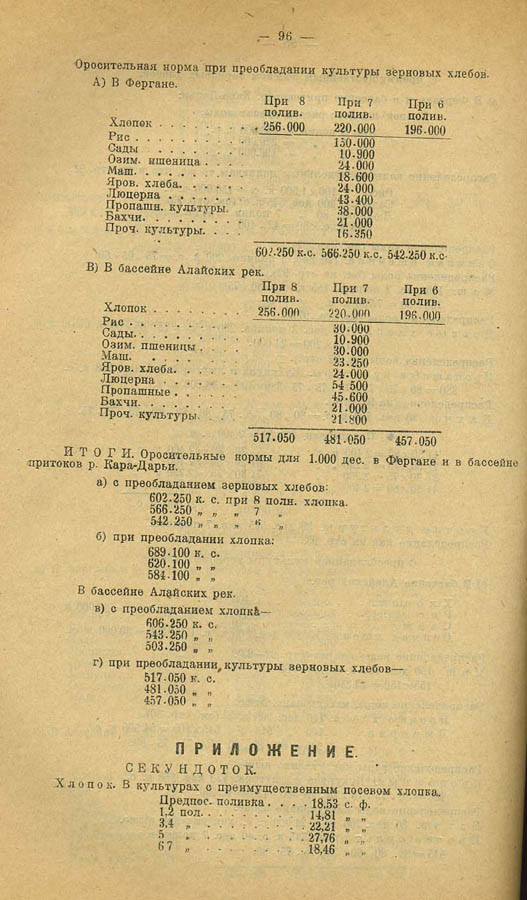 — 96 —
Оросительная норма при преобладании культуры зерновых хлебов.
А) В Фергане.
При 8 полив. При 7 полив. При 6 полив.
Хлопок . . . . . . . . 256.000 220.000 196.000
Рис . . . . . . . . . 150.000
Сады . . . . . . . . 10.900
Озим. пшеница . . . 24.000
Маш. . . . . . . . . 18.600
Яров. хлеба. . . . . . 24.000
Люцерна . . . . . . . 43.400
Пропашн. культуры. 38.000
Бахчи. . . . . . . . . 21.000
Проч. культуры. . . . 16.350
602.250 к.с. 566.250 к.с. 542.250 к.с.
В) В бассейне Алайских рек.
При 8 полив. При 7 полив. При 6 полив.
Хлопок . . . . . . . . 256.000 220.000 196.000
Рис . . . . . . . . . 30.000
Сады. . . . . . . . . 10.900
Озим. пшеницы . . . . 30.000
Маш. . . . . . . . . 23.250
Яров. хлеба. . . . . . 24.000
Люцерна . . . . . . . 54 500
Пропашные . . . . . . 45.600
Бахчи. . . . . . . . . 21.000
Проч. культуры. . . . 21.800
517.050 481.050 457.050
ИТОГИ. Оросительные нормы для 1.000 дес. в Фергане и в бассейне
притоков р. Кара-Дарьи.
а) с преобладанием зерновых хлебов:
602.250 к. с. при 8 полн. хлопка.
566.250 „ „ „ 7 „
542.250 „ „ „ 6 „
б) при преобладании хлопка:
689.100 к. с.
620.100 „ „
584.100 „ „
В бассейне Алайских рек.
в) с преобладанием хлопка—
606.250 к. с.
543.250 „ „
503.250 „ „
г) при преобладании культуры зерновых хлебов—
517.050 к. с.
481.050 „ „
457.050 „ „
ПРИЛОЖЕНИЕ.
СЕКУНДОТОК.
Хлопок. В культурах с преимущественным посевом хлопка.
Предпос. поливка . . . . 18,53 с. ф.
1,2 пол. . . . . . . . . . 14,81 „ „
3,4 „ . . . . . . . . . 22,21 „ „
5 „ . . . . . . . . . 27,76 „ „
6 7 „ . . . . . . . . . 18,46 „ „